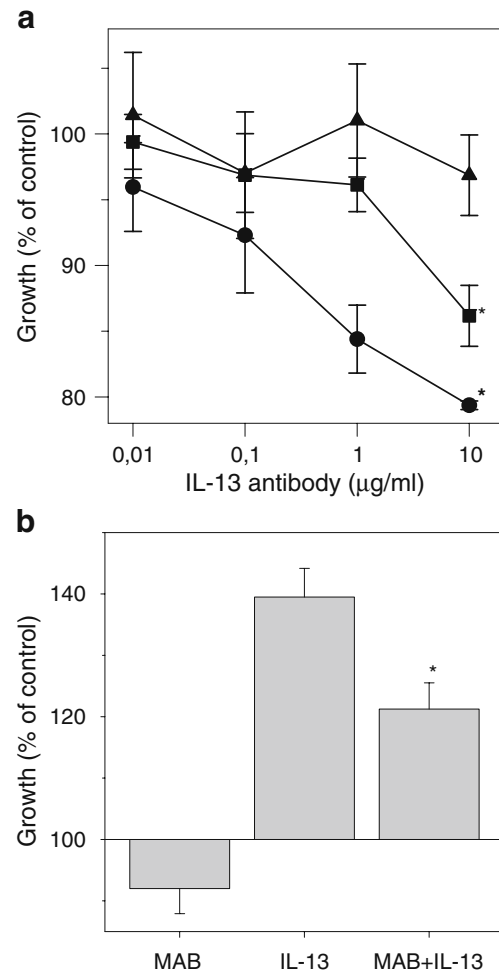 a
Growth (% of control)
100
90
80
*
*
0,01 0,1 1 10
IL-13 antibody (μg/ml)
b
Growth (% of control)
140
120
100
*
MAB IL-13 MAB+IL-13